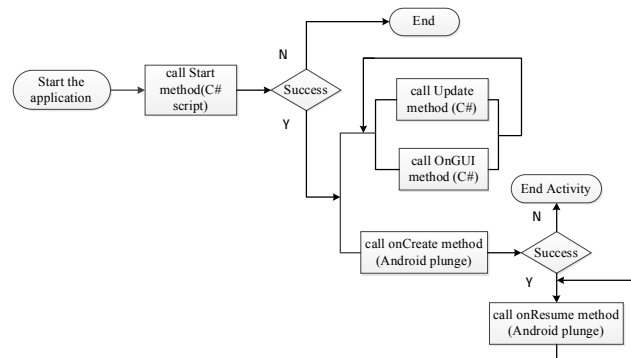 End
N
Start the
application
call Start
method(C#
script)
Success
Y
call Update
method (C#)
call OnGUI
method (C#)
End Activity
N
call onCreate method
(Android plunge)
Success
Y
call onResume method
(Android plunge)